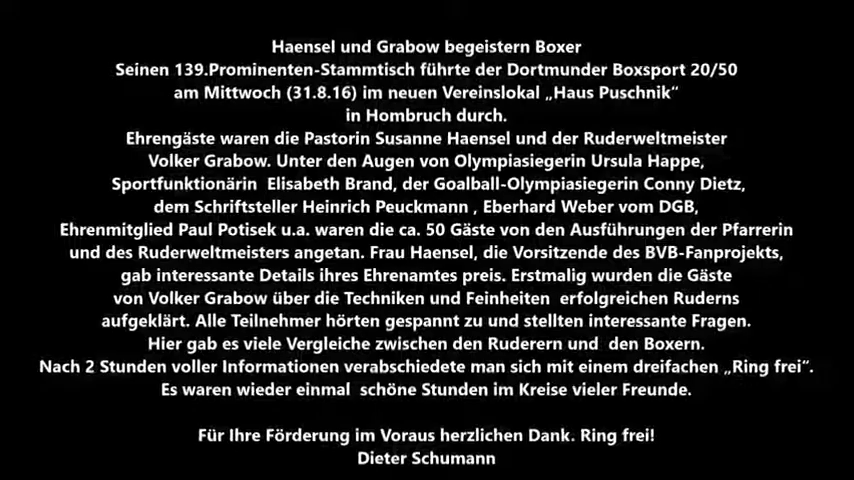 Haensel und Grabow begeistern Boxer
Seinen 139.Prominenten-Stammtisch führte der Dortmunder Boxsport 20/50
am Mittwoch (31.8.16) im neuen Vereinslokal „Haus Puschnik“
in Hombruch durch.
Ehrengäste waren die Pastorin Susanne Haensel und der Ruderweltmeister
Volker Grabow. Unter den Augen von Olympiasiegerin Ursula Happe,
Sportfunktionärin  Elisabeth Brand, der Goalball-Olympiasiegerin Conny Dietz,
dem Schriftsteller Heinrich Peuckmann , Eberhard Weber vom DGB,
Ehrenmitglied Paul Potisek u.a. waren die ca. 50 Gäste von den Ausführungen der Pfarrerin
und des Ruderweltmeisters angetan. Frau Haensel, die Vorsitzende des BVB-Fanprojekts,
gab interessante Details ihres Ehrenamtes preis. Erstmalig wurden die Gäste
von Volker Grabow über die Techniken und Feinheiten  erfolgreichen Ruderns
aufgeklärt. Alle Teilnehmer hörten gespannt zu und stellten interessante Fragen.
Hier gab es viele Vergleiche zwischen den Ruderern und  den Boxern.
Nach 2 Stunden voller Informationen verabschiedete man sich mit einem dreifachen „Ring frei“.
Es waren wieder einmal  schöne Stunden im Kreise vieler Freunde.
Für Ihre Förderung im Voraus herzlichen Dank. Ring frei!
Dieter Schumann